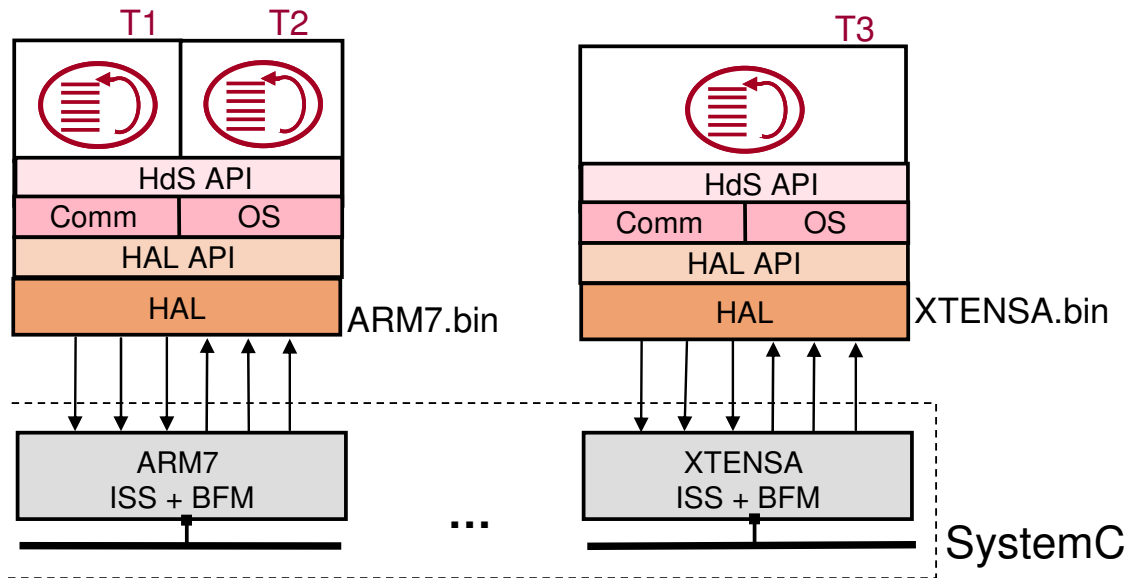 T1 T2
HdS API
Comm OS
HAL API
HAL
ARM7.bin
ARM7
ISS + BFM
...
T3
HdS API
Comm OS
HAL API
HAL
XTENSA.bin
XTENSA
ISS + BFM
SystemC